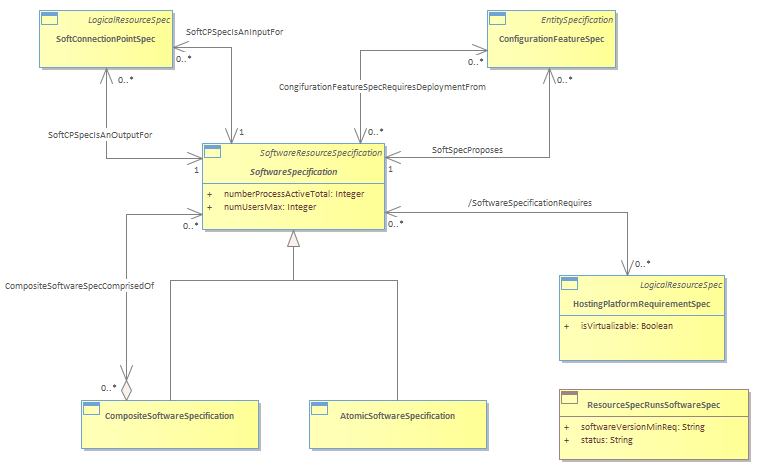 LogicalResourceSpec
SoftConnectionPointSpec
SoftCPSpecIsAnInputFor
EntitySpecification
ConfigurationFeatureSpec
0..*
0..*
0..*
0..*
CongifurationFeatureSpecRequiresDeploymentFrom
SoftCPSpecIsAnOutputFor
1
0..*
SoftwareResourceSpecification
SoftwareSpecification
SoftSpecProposes
1
1
+ numberProcessActiveTotal: Integer
+ numUsersMax: Integer
/SoftwareSpecificationRequires
0..*
0..*
0..*
CompositeSoftwareSpecComprisedOf
LogicalResourceSpec
HostingPlatformRequirementSpec
+ isVirtualizable: Boolean
0..*
CompositeSoftwareSpecification
AtomicSoftwareSpecification
ResourceSpecRunsSoftwareSpec
+ softwareVersionMinReq: String
+ status: String